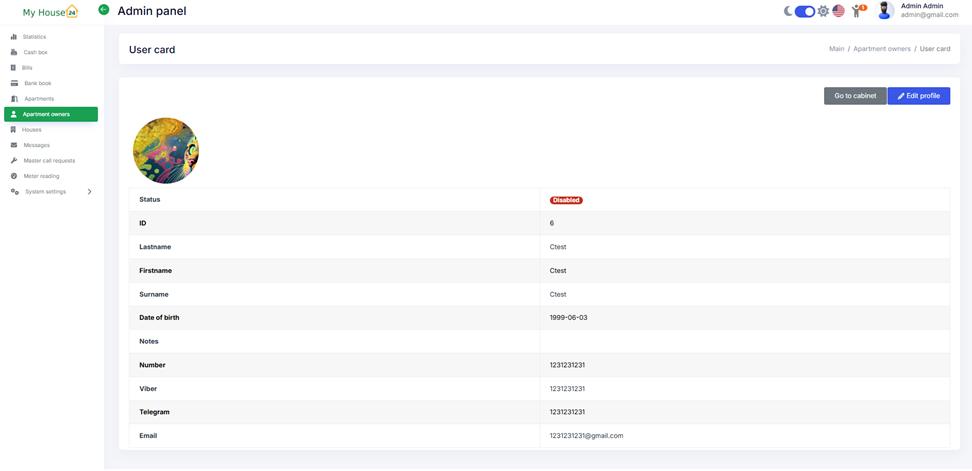 My House 24
Admin panel
1
Admin Admin
admin@gmail.com
Statistics
Cash box
Bills
Bank book
Apartments
Apartment owners
Houses
Messages
Master call requests
Meter reading
System settings
User card
Main / Apartment owners / User card
Go to cabinet
Edit profile
Status Disabled
ID 6
Lastname Ctest
Firstname Ctest
Surname Ctest
Date of birth 1999-06-03
Notes
Number 1231231231
Viber 1231231231
Telegram 1231231231
Email 1231231231@gmail.com